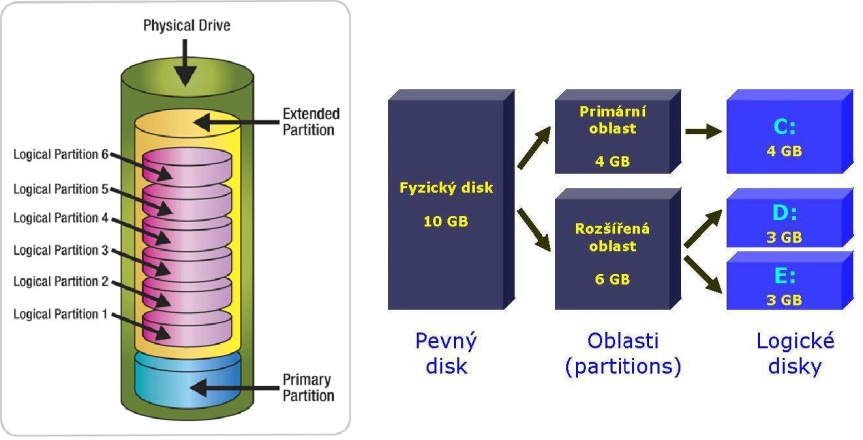 Physical Drive
Extended
Partition
Logical Partition 6
Logical Partition 5
Logical Partition 4
Logical Partition 3
Logical Partition 2
Logical Partition 1
Primary
Partition
Fyzický disk
10 GB
Primární
oblast
4 GB
Rozšířená
oblast
6 GB
C:
4 GB
D:
3 GB
E:
3 GB
Pevný
disk
Oblasti
(partitions)
Logické
disky